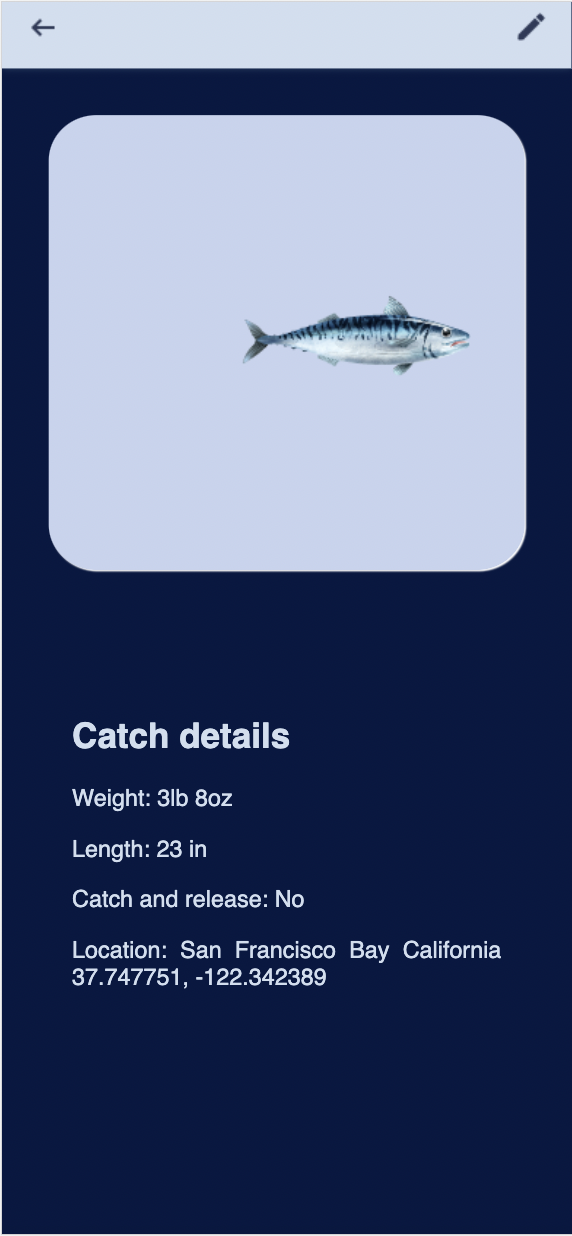 Catch details
Weight: 3lb 8oz
Length: 23 in
Catch and release: No
Location: San Francisco Bay California
37.747751, -122.342389